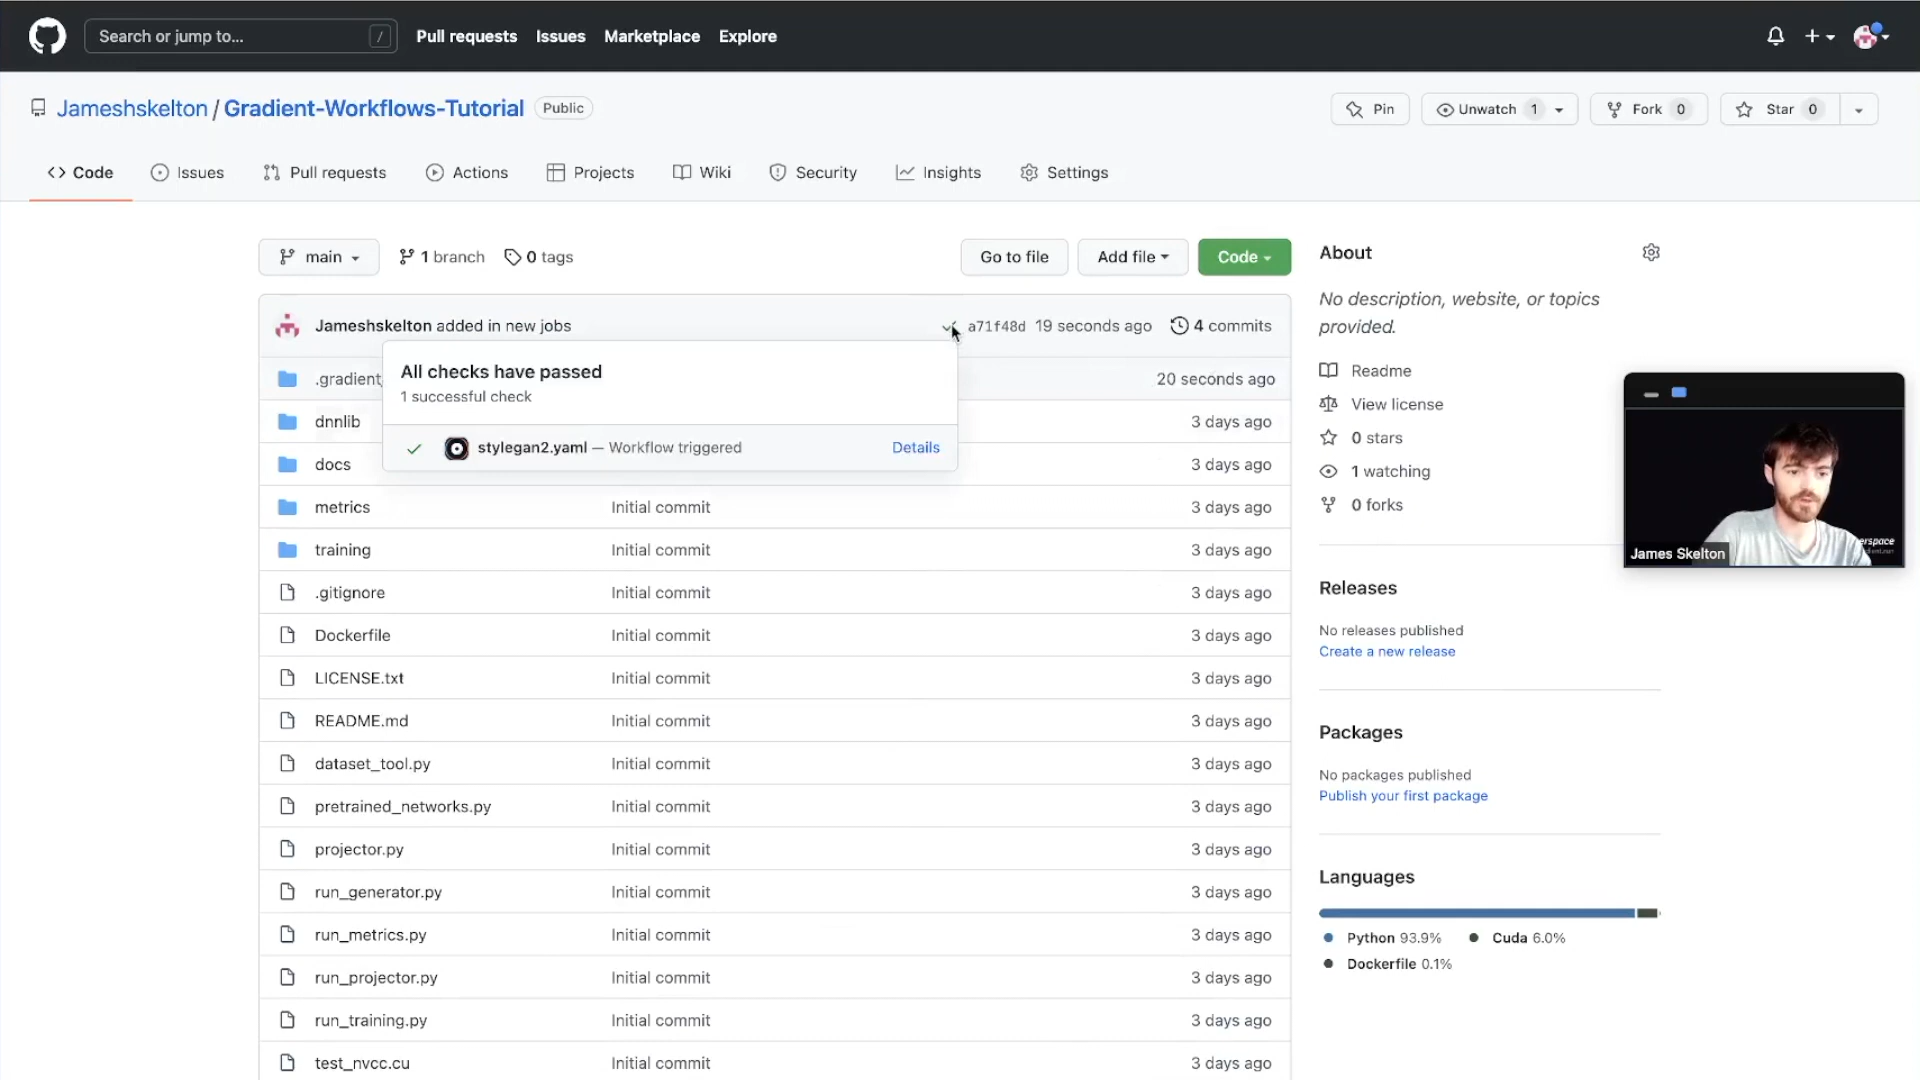 Search or jump to... /
Pull requests Issues Marketplace Explore
Jameshskelton / Gradient-Workflows-Tutorial Public
Pin
Unwatch 1
Fork 0
Star 0
Code Issues Pull requests Actions Projects Wiki Security Insights Settings
main 1 branch 0 tags
Go to file Add file Code
Jameshskelton added in new jobs a71f48d 19 seconds ago 4 commits
All checks have passed
1 successful check
stylegan2.yaml — Workflow triggered Details
.gradient 20 seconds ago
dnnlib 3 days ago
docs 3 days ago
metrics Initial commit 3 days ago
training Initial commit 3 days ago
.gitignore Initial commit 3 days ago
Dockerfile Initial commit 3 days ago
LICENSE.txt Initial commit 3 days ago
README.md Initial commit 3 days ago
dataset_tool.py Initial commit 3 days ago
pretrained_networks.py Initial commit 3 days ago
projector.py Initial commit 3 days ago
run_generator.py Initial commit 3 days ago
run_metrics.py Initial commit 3 days ago
run_projector.py Initial commit 3 days ago
run_training.py Initial commit 3 days ago
test_nvcc.cu Initial commit 3 days ago
About
No description, website, or topics
provided.
Readme
View license
0 stars
1 watching
0 forks
erspace
James Skelton
Releases
No releases published
Create a new release
Packages
No packages published
Publish your first package
Languages
Python 93.9% Cuda 6.0%
Dockerfile 0.1%